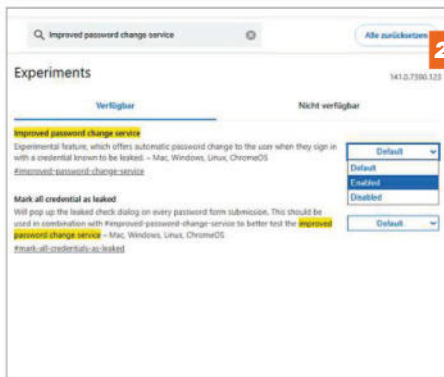 Improved password change service
Alle zurücksetzen
2
Experiments
141.0.7390.123
Verfügbar
Nicht verfügbar
Improved password change service
Experimental feature, which offers automatic password change to the user when they sign in
with a credential known to be leaked. – Mac, Windows, Linux, ChromeOS
#improved-password-change-service
Default
Default
Enabled
Disabled
Mark all credential as leaked
Will pop up the leaked check dialog on every password form submission. This should be
used in combination with #improved-password-change-service to better test the improved
password change service – Mac, Windows, Linux, ChromeOS
#mark-all-credentials-as-leaked
Default